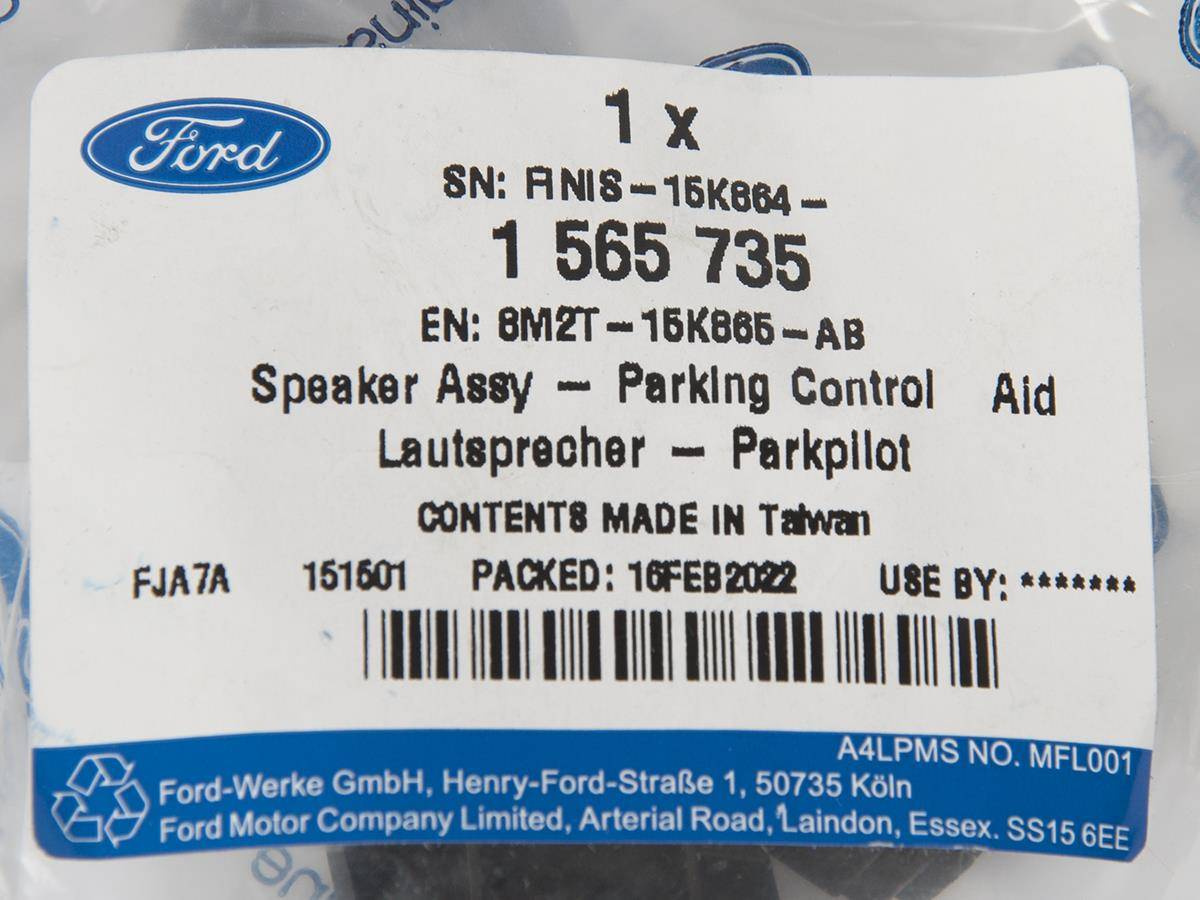 Ford
1 x
SN: FINIS-15K864-
1 565 735
EN: 8M2T-15K865-AB
Speaker Assy - Parking Control Aid
Lautsprecher - Parkpilot
CONTENTS MADE IN Taiwan
FJA7A 151501 PACKED: 16FEB2022 USE BY: *******
A4LPMS NO. MFL001
Ford-Werke GmbH, Henry-Ford-Straße 1, 50735 Köln
Ford Motor Company Limited, Arterial Road, Laindon, Essex. SS15 6EE